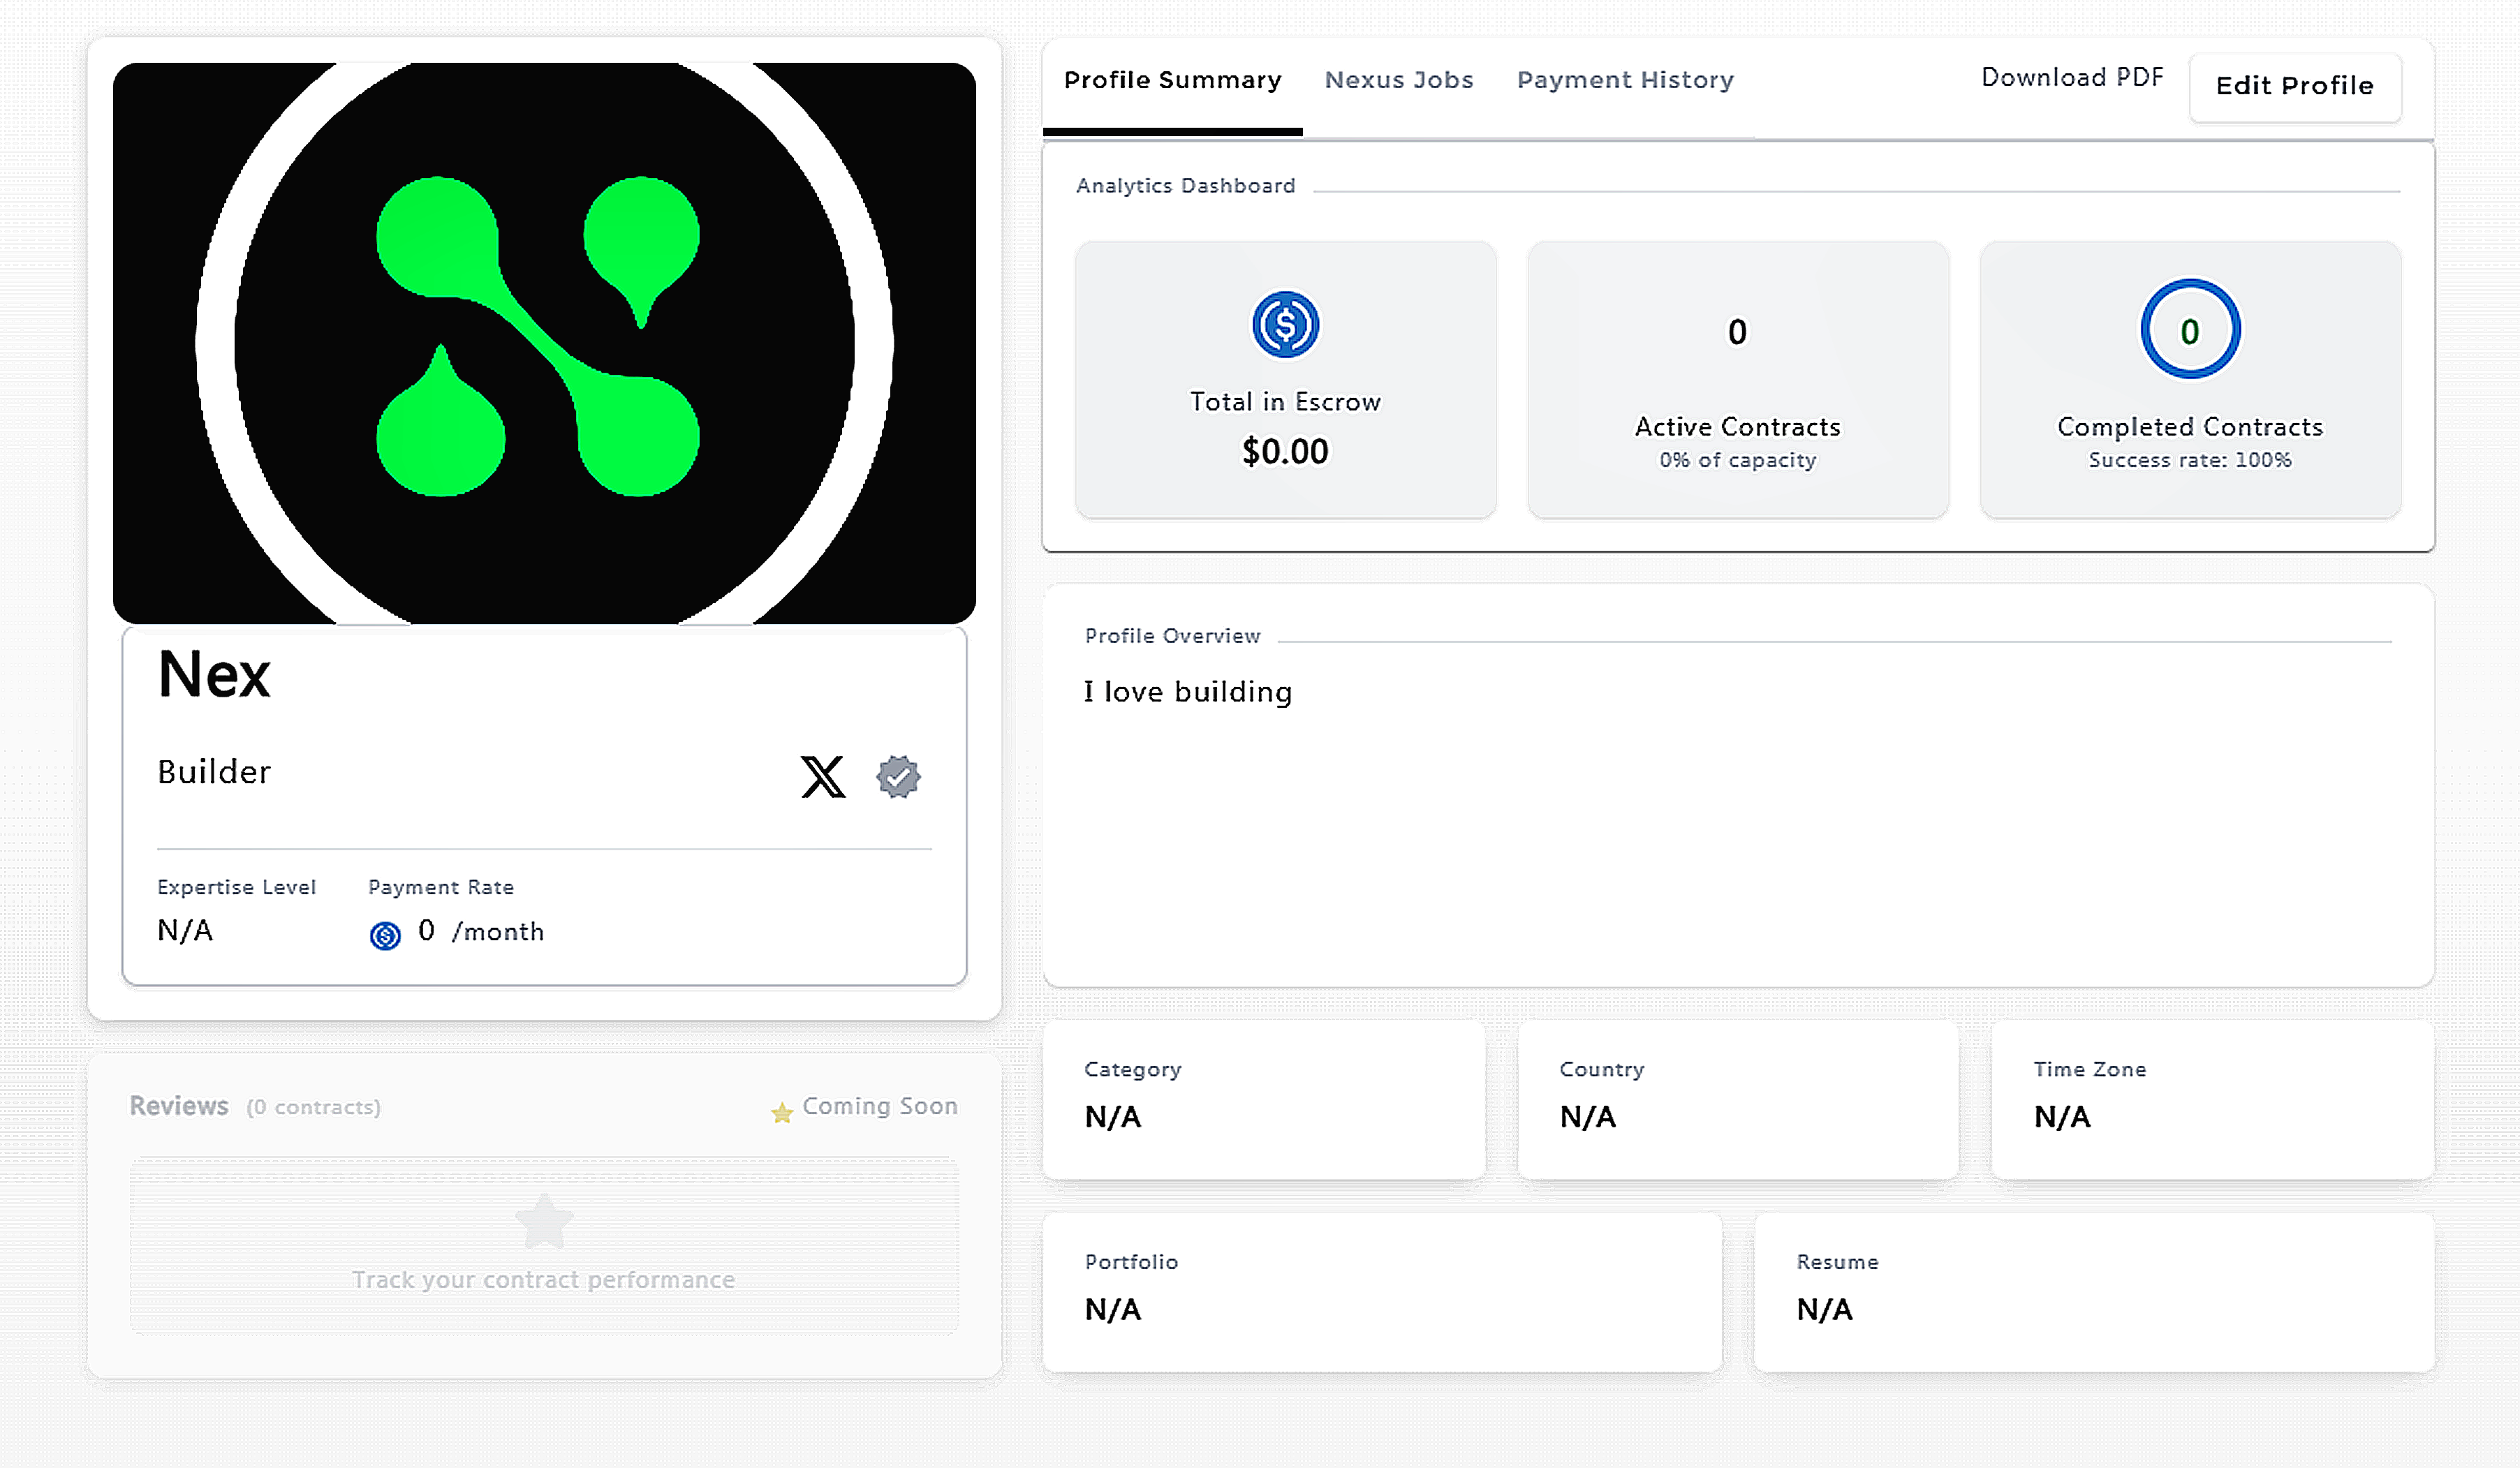 Nex
Builder
Expertise Level
N/A
Payment Rate
0 /month
Reviews (0 contracts)
Coming Soon
Track your contract performance
Profile Summary
Nexus Jobs
Payment History
Download PDF
Edit Profile
Analytics Dashboard
Total in Escrow
$0.00
0
Active Contracts
0% of capacity
0
Completed Contracts
Success rate: 100%
Profile Overview
I love building
Category
N/A
Country
N/A
Time Zone
N/A
Portfolio
N/A
Resume
N/A